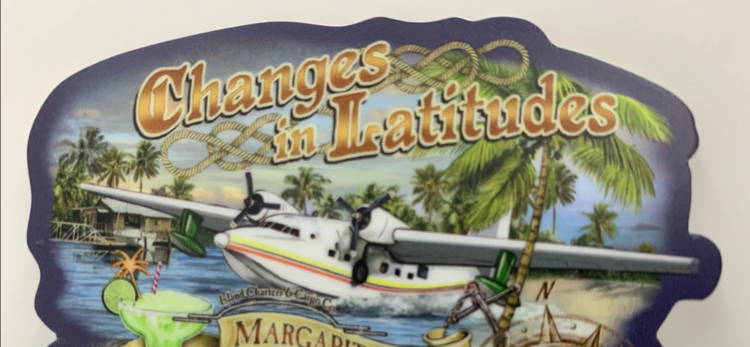 Changes
in Latitudes
Island Charters & Cargo Co.
N